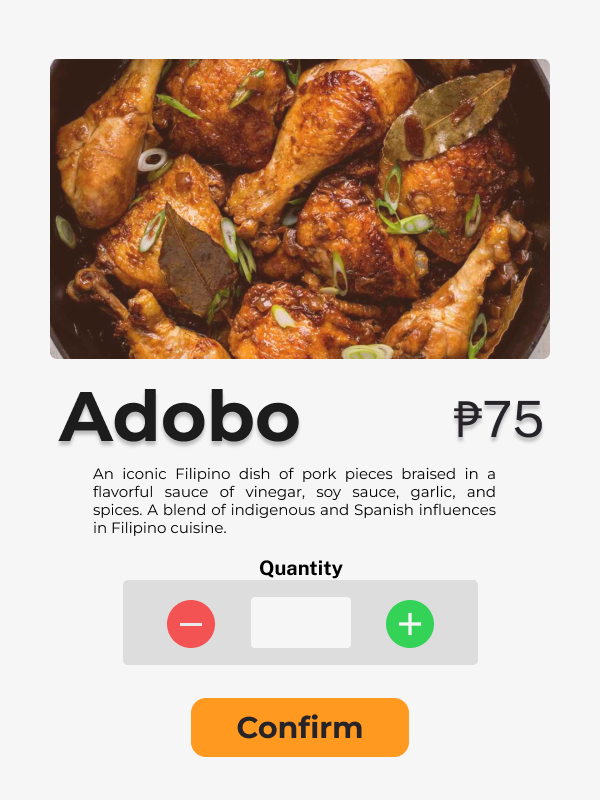 Adobo
₱75
An iconic Filipino dish of pork pieces braised in a
flavorful sauce of vinegar, soy sauce, garlic, and
spices. A blend of indigenous and Spanish influences
in Filipino cuisine.
Quantity
Confirm